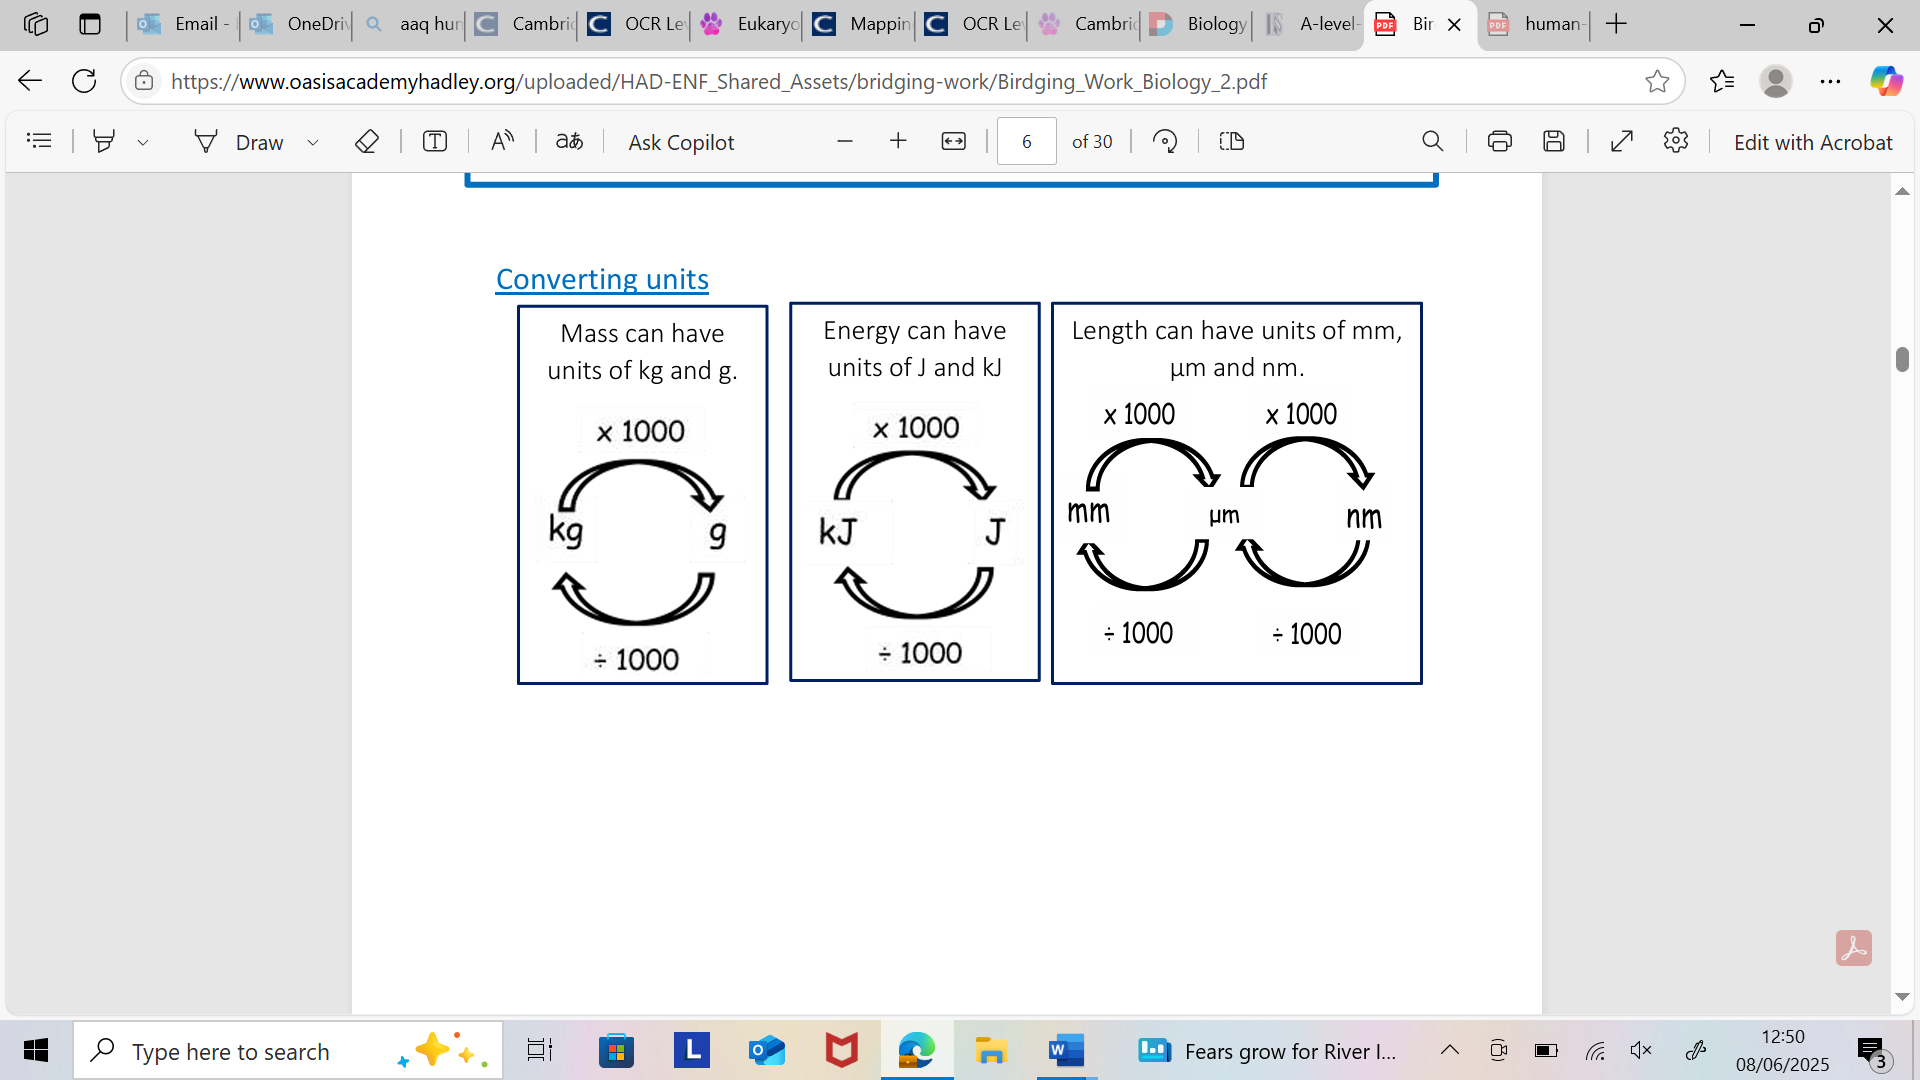 Email -
OneDriv
aaq hur
Cambric
OCR Le
Eukaryo
Mappin
OCR Le
Cambric
Biology
A-level-
Bir
human-
https://www.oasisacademyhadley.org/uploaded/HAD-ENF_Shared_Assets/bridging-work/Birdging_Work_Biology_2.pdf
Draw
T
A
aあ
Ask Copilot
6 of 30
Edit with Acrobat
Converting units
Mass can have
units of kg and g.
x 1000
kg g
÷ 1000
Energy can have
units of J and kJ
x 1000
kJ J
÷ 1000
Length can have units of mm,
µm and nm.
x 1000 x 1000
mm µm nm
÷ 1000 ÷ 1000
Type here to search
L
W
Fears grow for River I...
12:50
08/06/2025
3